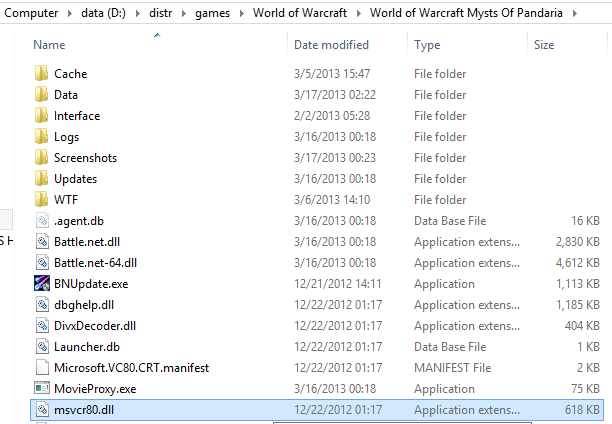 Computer ▸ data (D:) ▸ distr ▸ games ▸ World of Warcraft ▸ World of Warcraft Mysts Of Pandaria ▸
Names Date modified Type Size
Cache 3/5/2013 15:47 File folder
Data 3/17/2013 02:22 File folder
Interface 2/2/2013 05:28 File folder
Logs 3/16/2013 00:18 File folder
Screenshots 3/17/2013 00:23 File folder
Updates 3/16/2013 00:18 File folder
WTF 3/6/2013 14:10 File folder
.agent.db 3/16/2013 00:18 Data Base File 16 KB
Battle.net.dll 3/16/2013 00:18 Application extens... 2,830 KB
Battle.net-64.dll 3/16/2013 00:18 Application extens... 4,612 KB
BNUpdate.exe 12/21/2012 14:11 Application 1,113 KB
dbghelp.dll 12/22/2012 01:17 Application extens... 1,185 KB
DivxDecoder.dll 12/22/2012 01:17 Application extens... 404 KB
Launcher.db 12/22/2012 01:17 Data Base File 1 KB
Microsoft.VC80.CRT.manifest 12/22/2012 01:17 MANIFEST File 2 KB
MovieProxy.exe 3/16/2013 00:18 Application 75 KB
msvcr80.dll 12/22/2012 01:17 Application extens... 618 KB